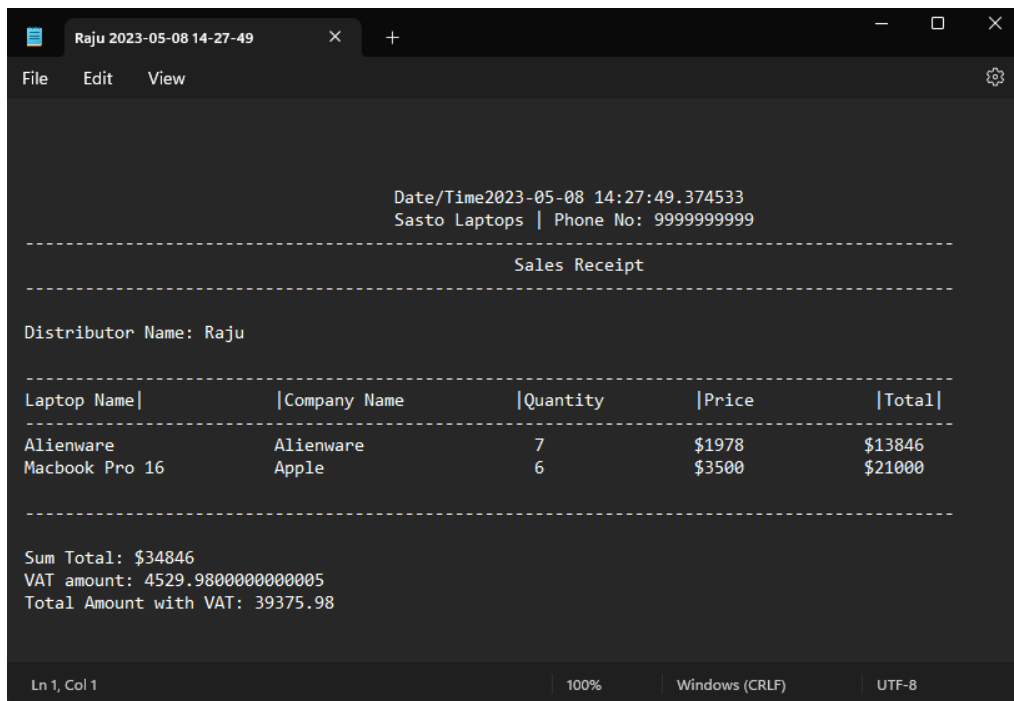 Raju 2023-05-08 14-27-49
File Edit View
Date/Time2023-05-08 14:27:49.374533
Sasto Laptops | Phone No: 9999999999
---------------------------------------------------------------------------------------------
Sales Receipt
---------------------------------------------------------------------------------------------
Distributor Name: Raju
---------------------------------------------------------------------------------------------
Laptop Name| |Company Name |Quantity |Price |Total|
---------------------------------------------------------------------------------------------
Alienware Alienware 7 $1978 $13846
Macbook Pro 16 Apple 6 $3500 $21000
---------------------------------------------------------------------------------------------
Sum Total: $34846
VAT amount: 4529.9800000000005
Total Amount with VAT: 39375.98
Ln 1, Col 1 100% Windows (CRLF) UTF-8